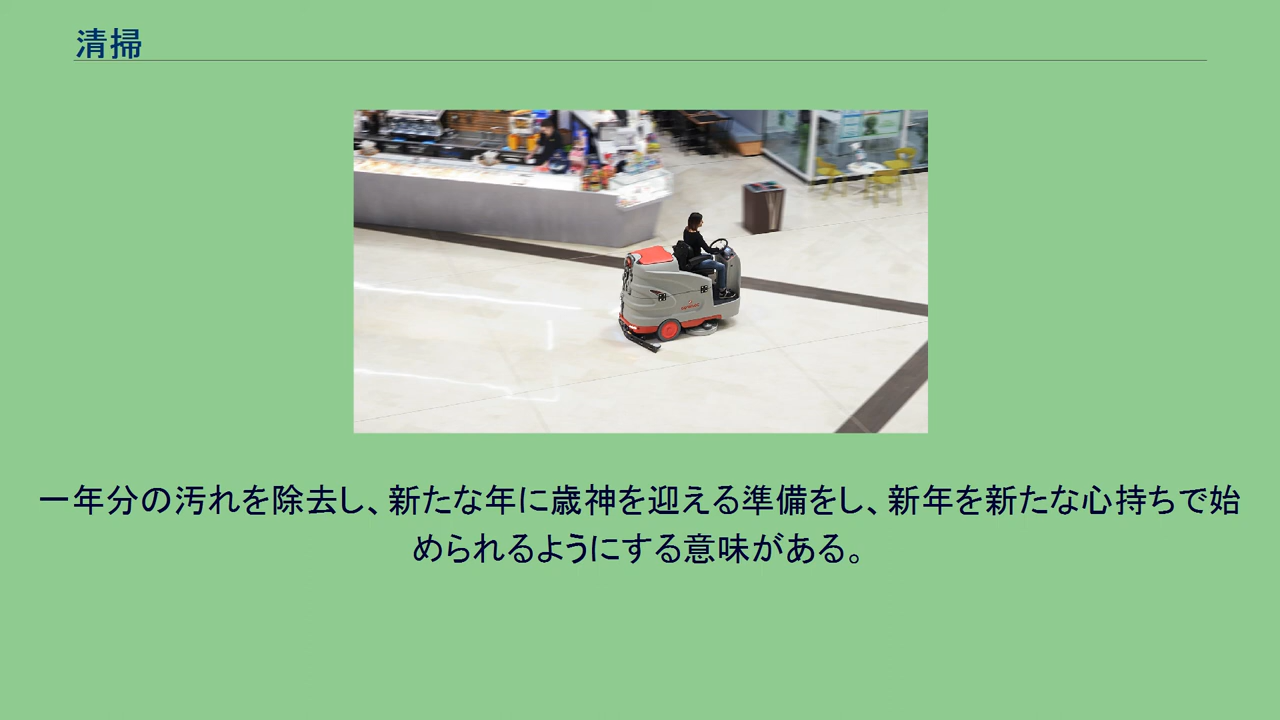 清掃
一年分の汚れを除去し、新たな年に歳神を迎える準備をし、新年を新たな心持ちで始
められるようにする意味がある。